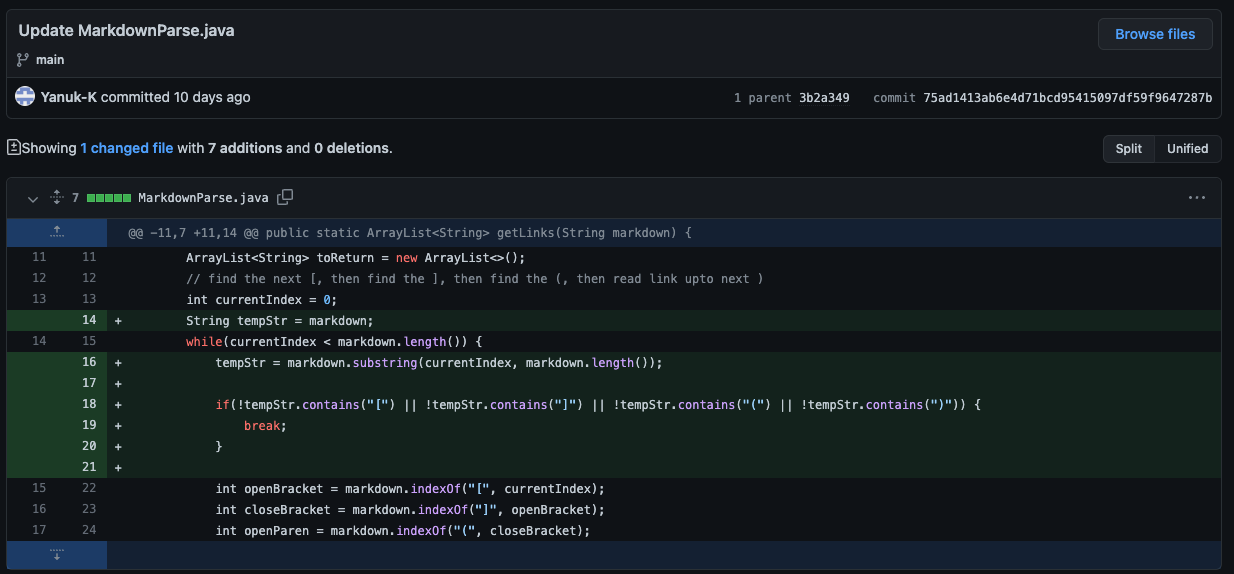 Update MarkdownParse.java
Browse files
main
Yanuk-K committed 10 days ago
1 parent 3b2a349 commit 75ad1413ab6e4d71bcd95415097df59f9647287b
Showing 1 changed file with 7 additions and 0 deletions.
Split Unified
7 MarkdownParse.java
@@ -11,7 +11,14 @@ public static ArrayList<String> getLinks(String markdown) {
11 11 ArrayList<String> toReturn = new ArrayList<>();
12 12 // find the next [, then find the ], then find the (, then read link upto next )
13 13 int currentIndex = 0;
14 + String tempStr = markdown;
14 15 while(currentIndex < markdown.length()) {
16 + tempStr = markdown.substring(currentIndex, markdown.length());
17 +
18 + if(!tempStr.contains("[") || !tempStr.contains("]") || !tempStr.contains("(") || !tempStr.contains(")")) {
19 + break;
20 + }
21 +
15 22 int openBracket = markdown.indexOf("[", currentIndex);
16 23 int closeBracket = markdown.indexOf("]", openBracket);
17 24 int openParen = markdown.indexOf("(", closeBracket);